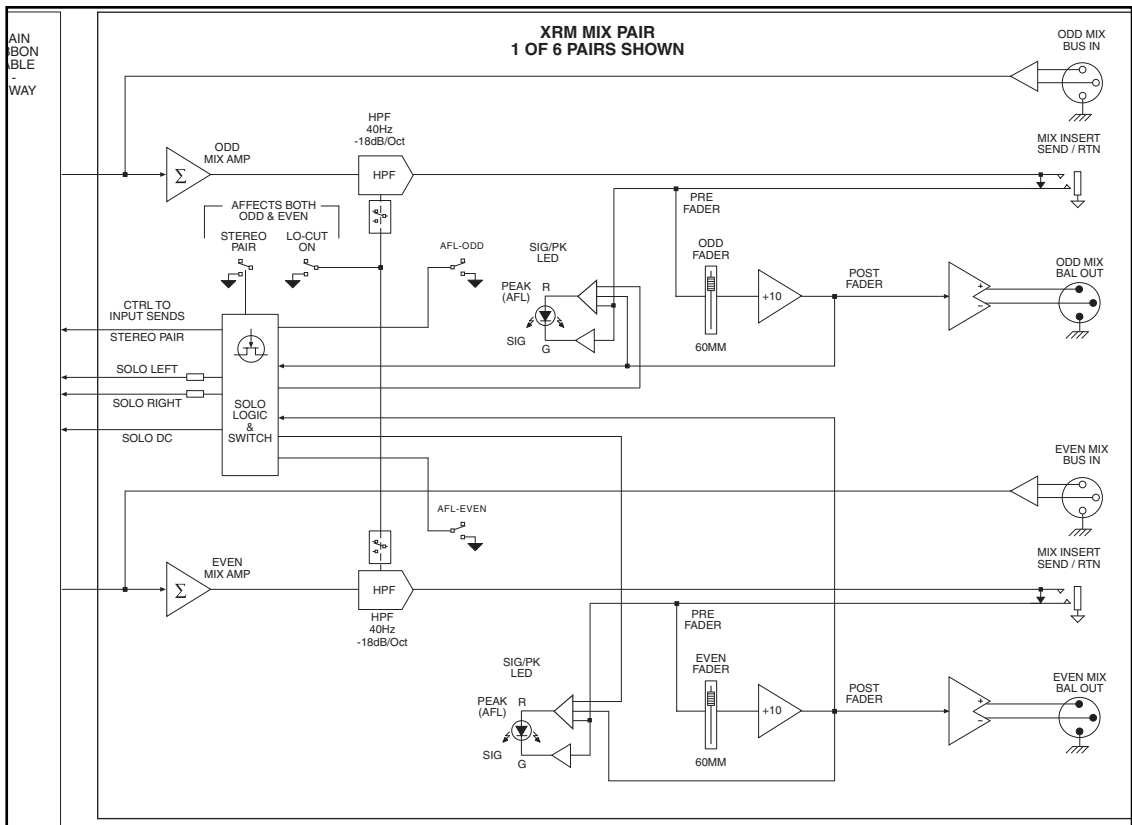 XRM MIX PAIR
1 OF 6 PAIRS SHOWN
AIN
BBON
ABLE
-
WAY
ODD MIX
BUS IN
HPF
40Hz
-18dB/Oct
ODD
MIX AMP
Σ
HPF
MIX INSERT
SEND / RTN
AFFECTS BOTH
ODD & EVEN
STEREO
PAIR
LO-CUT
ON
AFL-ODD
SIG/PK
LED
PEAK
(AFL)
R
SIG
G
PRE
FADER
ODD
FADER
60MM
+10
POST
FADER
+
−
ODD MIX
BAL OUT
CTRL TO
INPUT SENDS
STEREO PAIR
SOLO LEFT
SOLO RIGHT
SOLO DC
SOLO
LOGIC
&
SWITCH
EVEN MIX
BUS IN
AFL-EVEN
EVEN
MIX AMP
Σ
HPF
HPF
40Hz
-18dB/Oct
MIX INSERT
SEND / RTN
PRE
FADER
SIG/PK
LED
PEAK
(AFL)
R
SIG
G
EVEN
FADER
60MM
+10
POST
FADER
+
−
EVEN MIX
BAL OUT